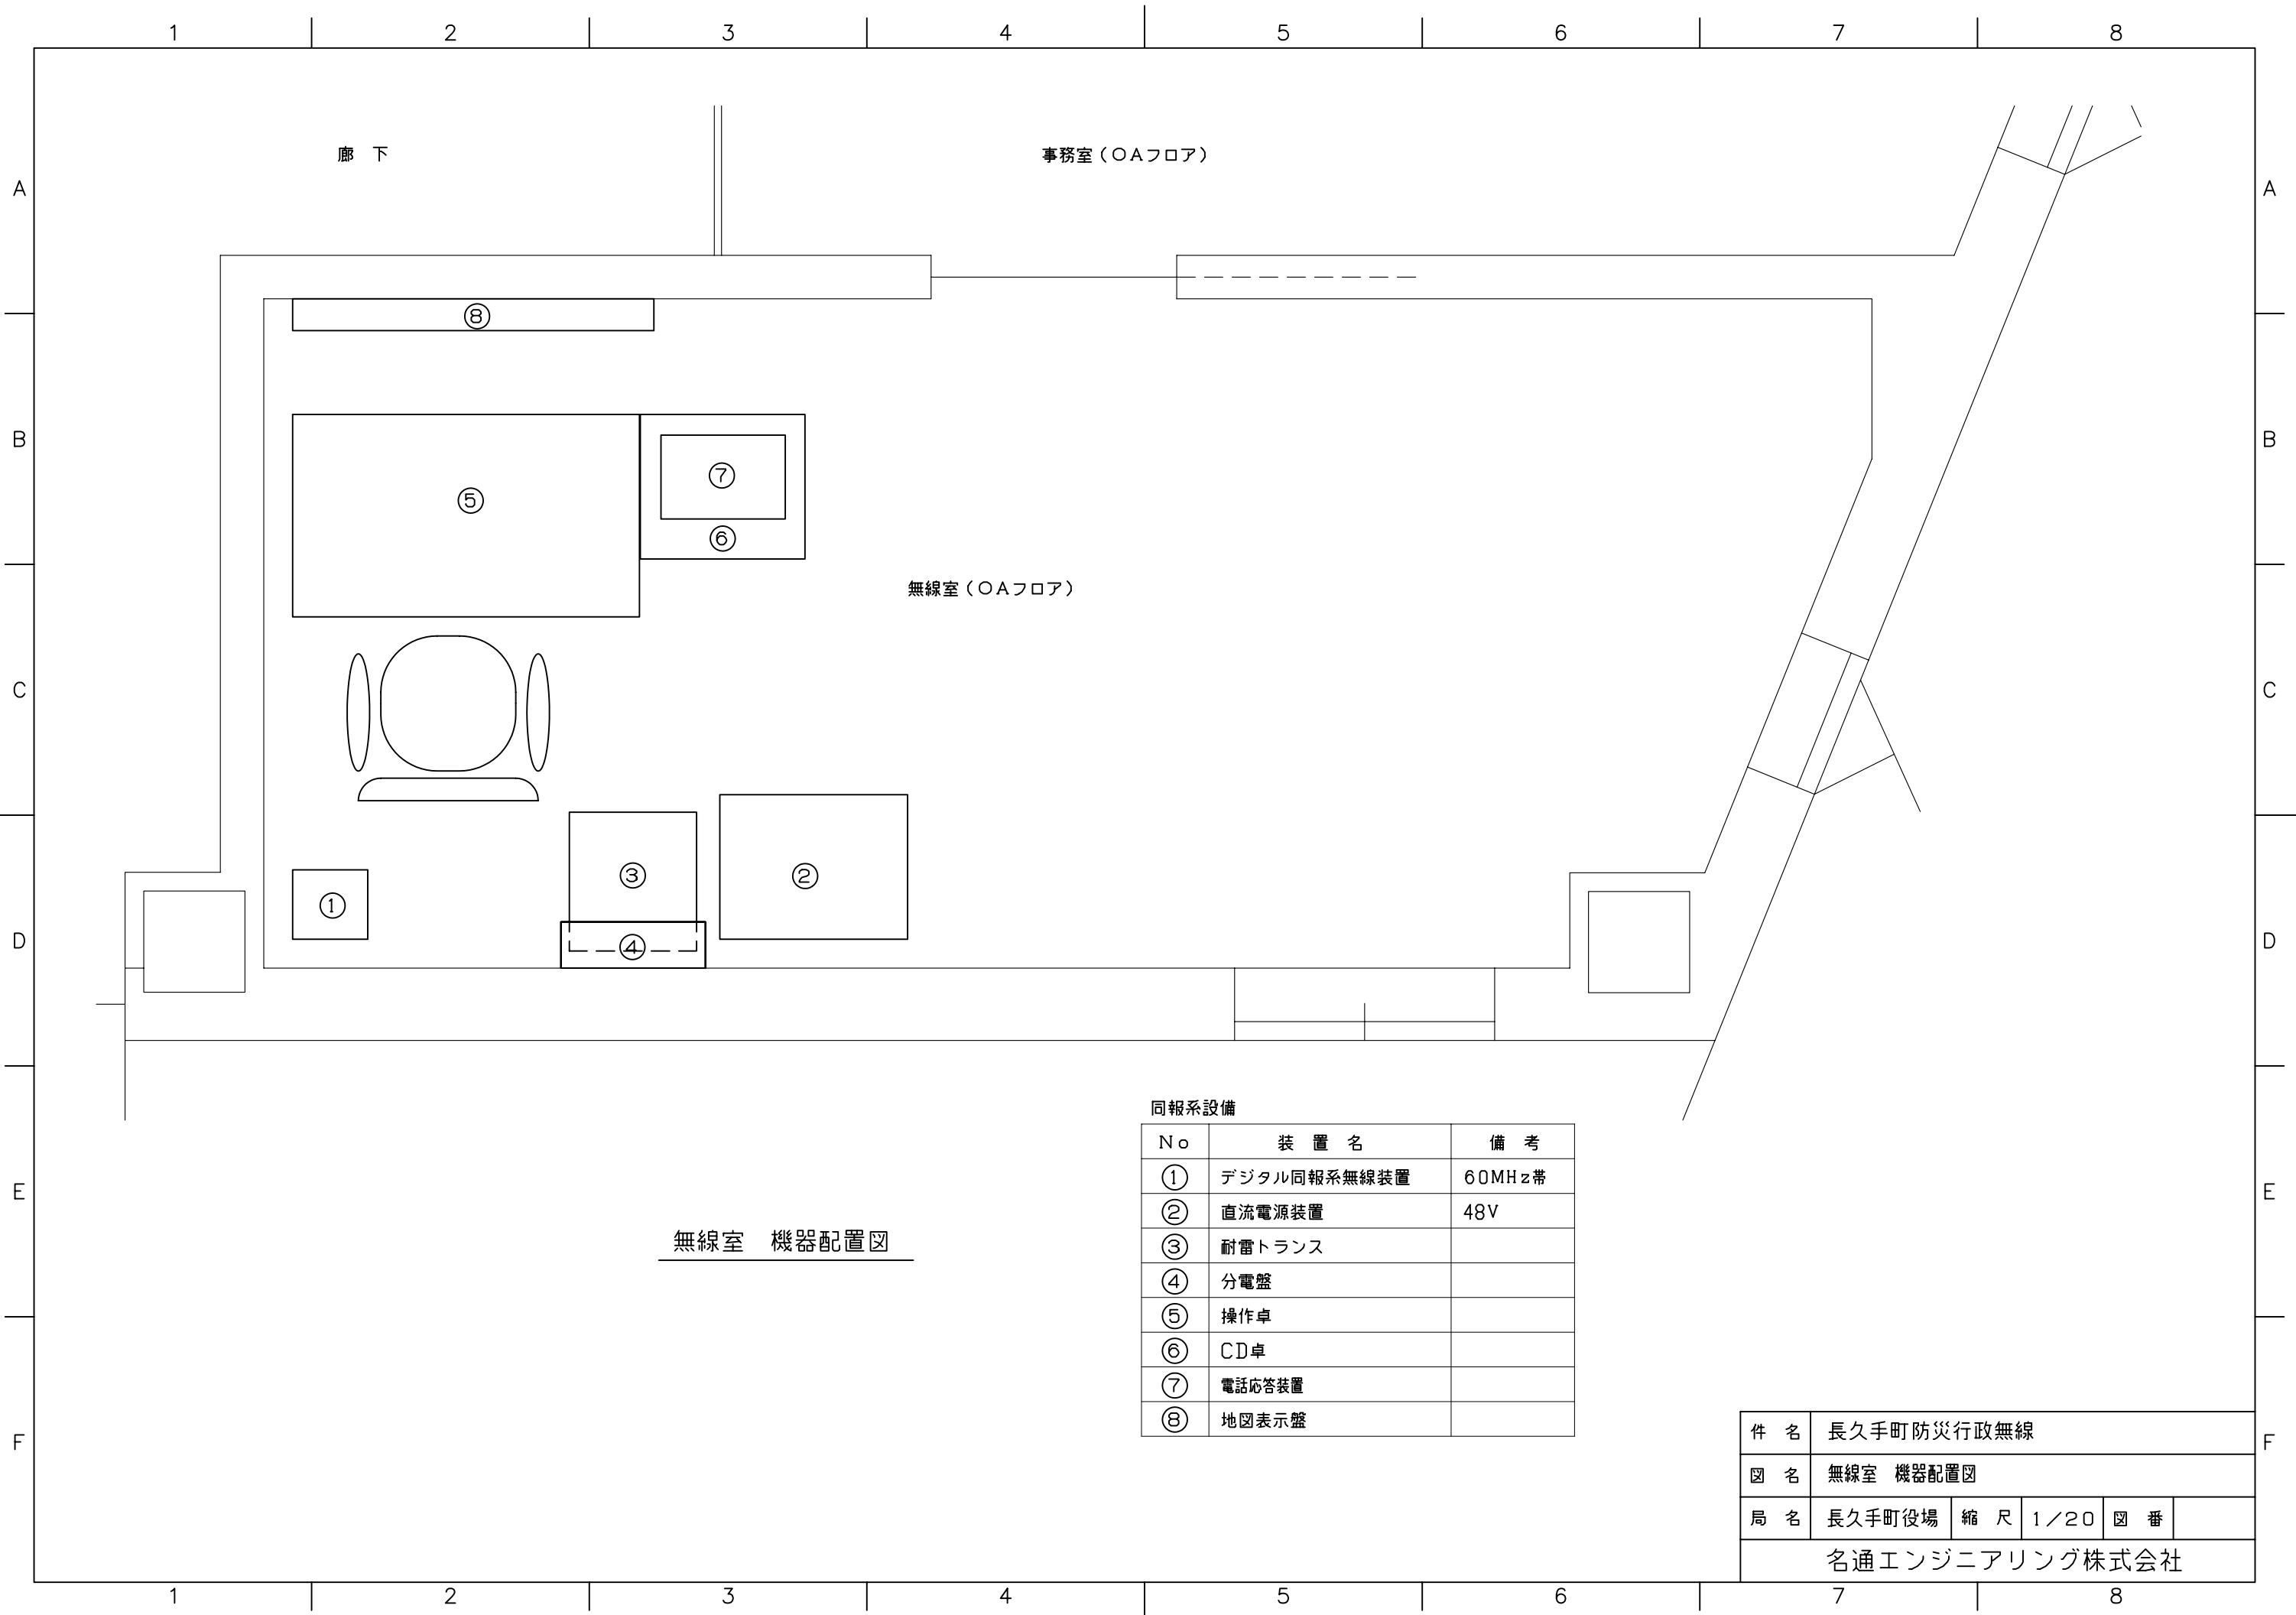 1 2 3 4 5 6 7 8
廊 下
事務室（ＯＡフロア）
A A
⑧
B B
⑦
⑤
⑥
無線室（ＯＡフロア）
C C
③ ②
①
④
D D
同報系設備
No 装 置 名 備 考
① デジタル同報系無線装置 60MHz帯
② 直流電源装置 48V
③ 耐雷トランス
④ 分電盤
⑤ 操作卓
⑥ CD卓
⑦ 電話応答装置
⑧ 地図表示盤
E E
無線室 機器配置図
F F
件 名 長久手町防災行政無線
図 名 無線室 機器配置図
局 名 長久手町役場 縮 尺 1／20 図 番
名通エンジニアリング株式会社
1 2 3 4 5 6 7 8